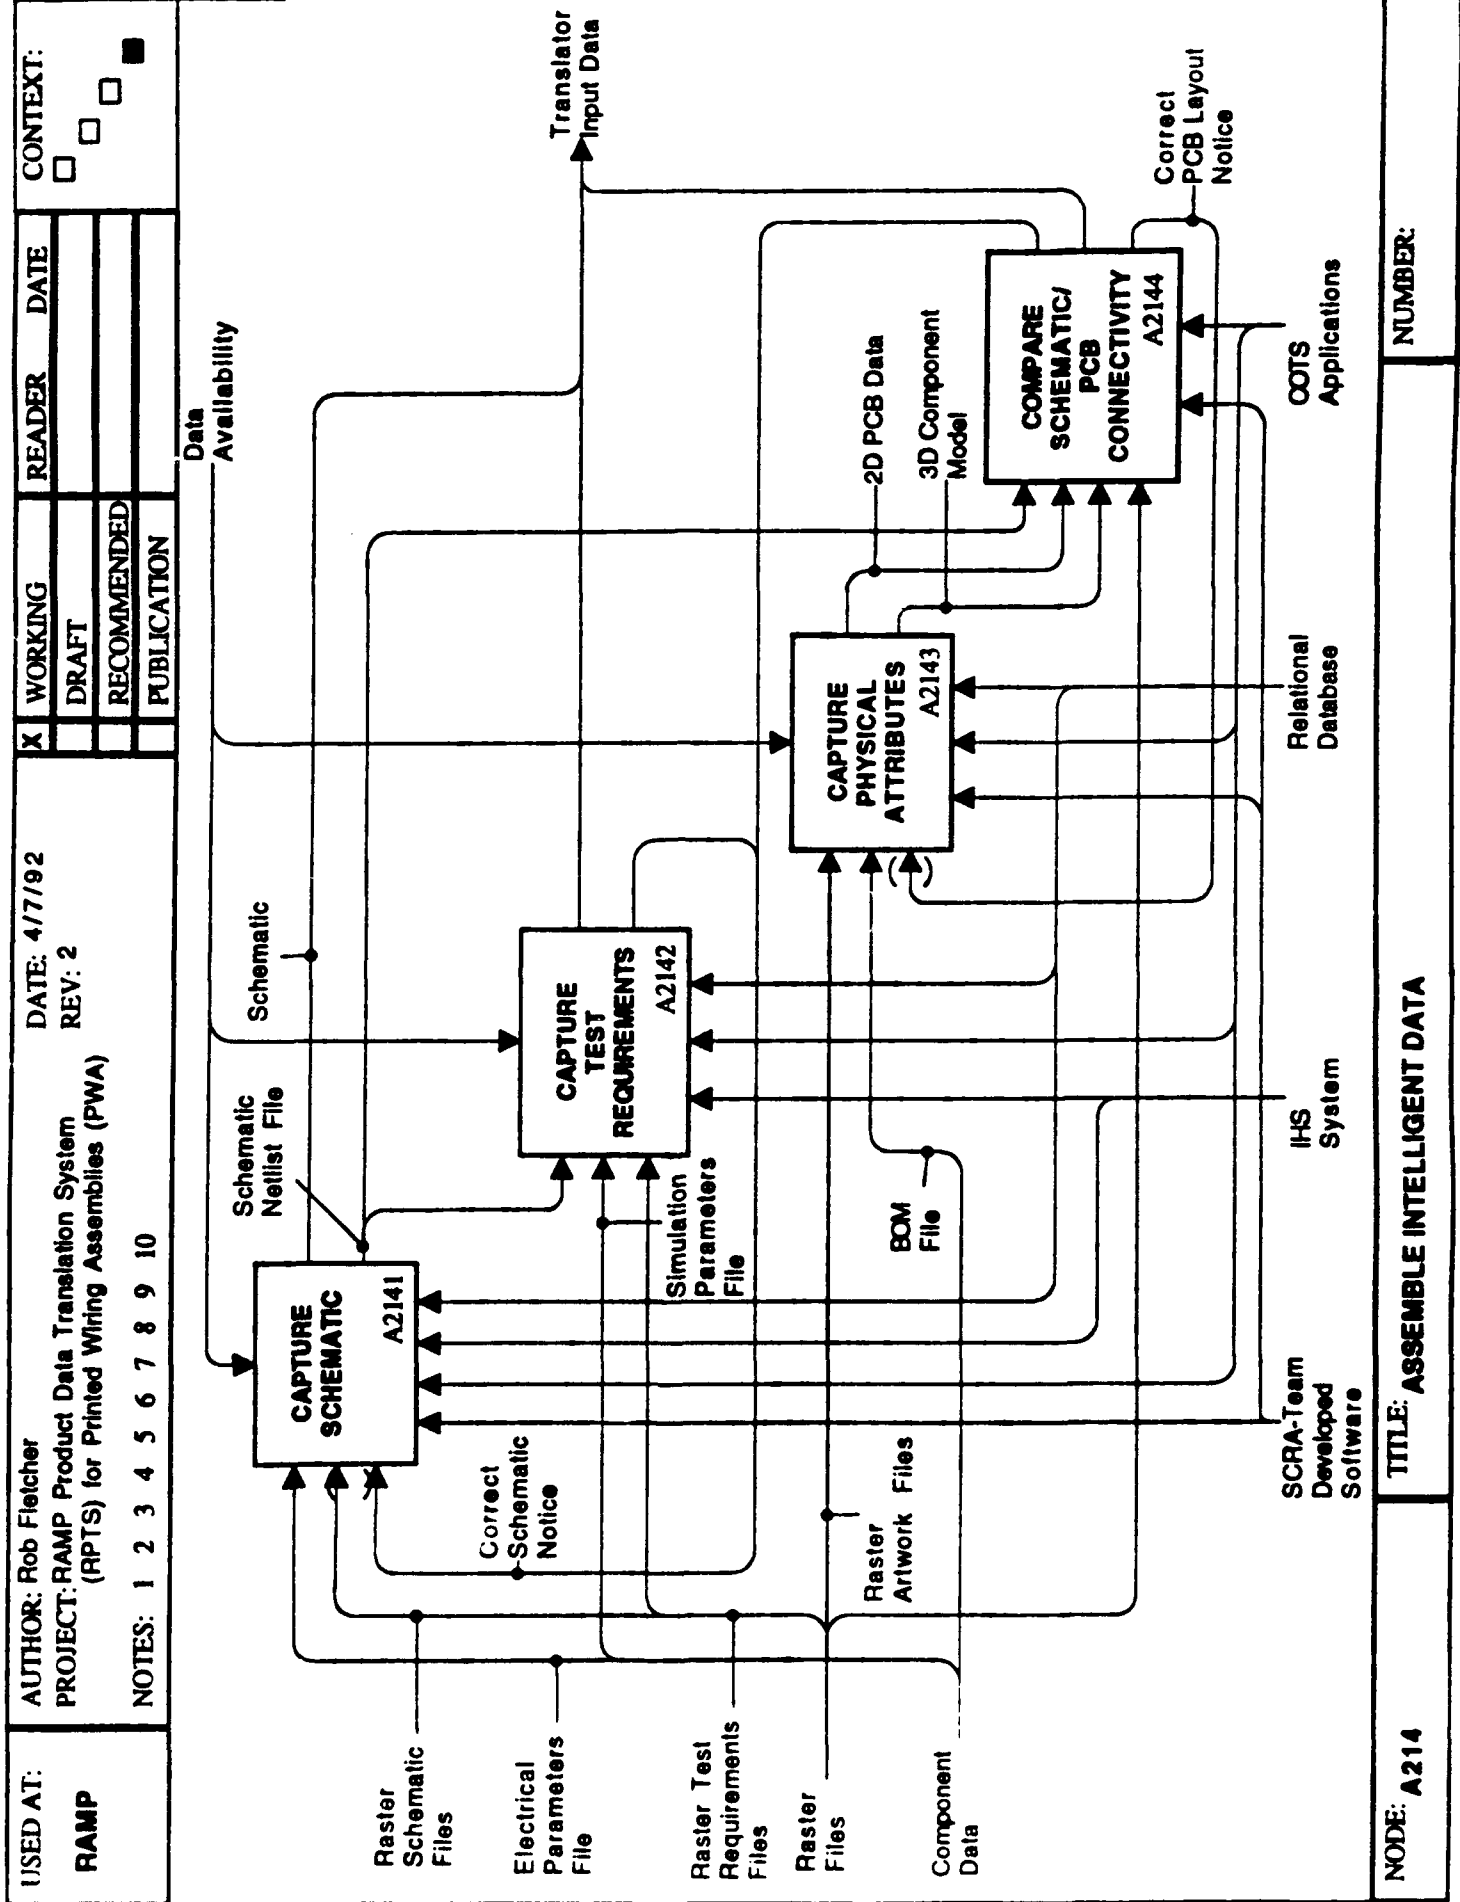 USED AT:
RAMP
AUTHOR: Rob Fletcher
PROJECT: RAMP Product Data Translation System
(RPTS) for Printed Wiring Assemblies (PWA)
NOTES: 1 2 3 4 5 6 7 8 9 10
DATE: 4/7/92
REV: 2
X WORKING
DRAFT
RECOMMENDED
PUBLICATION
READER DATE
CONTEXT:
Data
Availability
Schematic
Schematic
Netlist File
Translator
Input Data
CAPTURE
SCHEMATIC
A2141
Correct
Schematic
Notice
CAPTURE
TEST
REQUIREMENTS
A2142
Simulation
Parameters
File
CAPTURE
PHYSICAL
ATTRIBUTES
A2143
2D PCB Data
3D Component
Model
COMPARE
SCHEMATIC/
PCB
CONNECTIVITY
A2144
Correct
PCB Layout
Notice
Raster
Schematic
Files
Electrical
Parameters
File
Raster Test
Requirements
Files
Raster
Files
Component
Data
Raster
Artwork Files
BOM
File
SCRA-Team
Developed
Software
IHS
System
Relational
Database
OOTS
Applications
NODE: A214
TITLE: ASSEMBLE INTELLIGENT DATA
NUMBER: